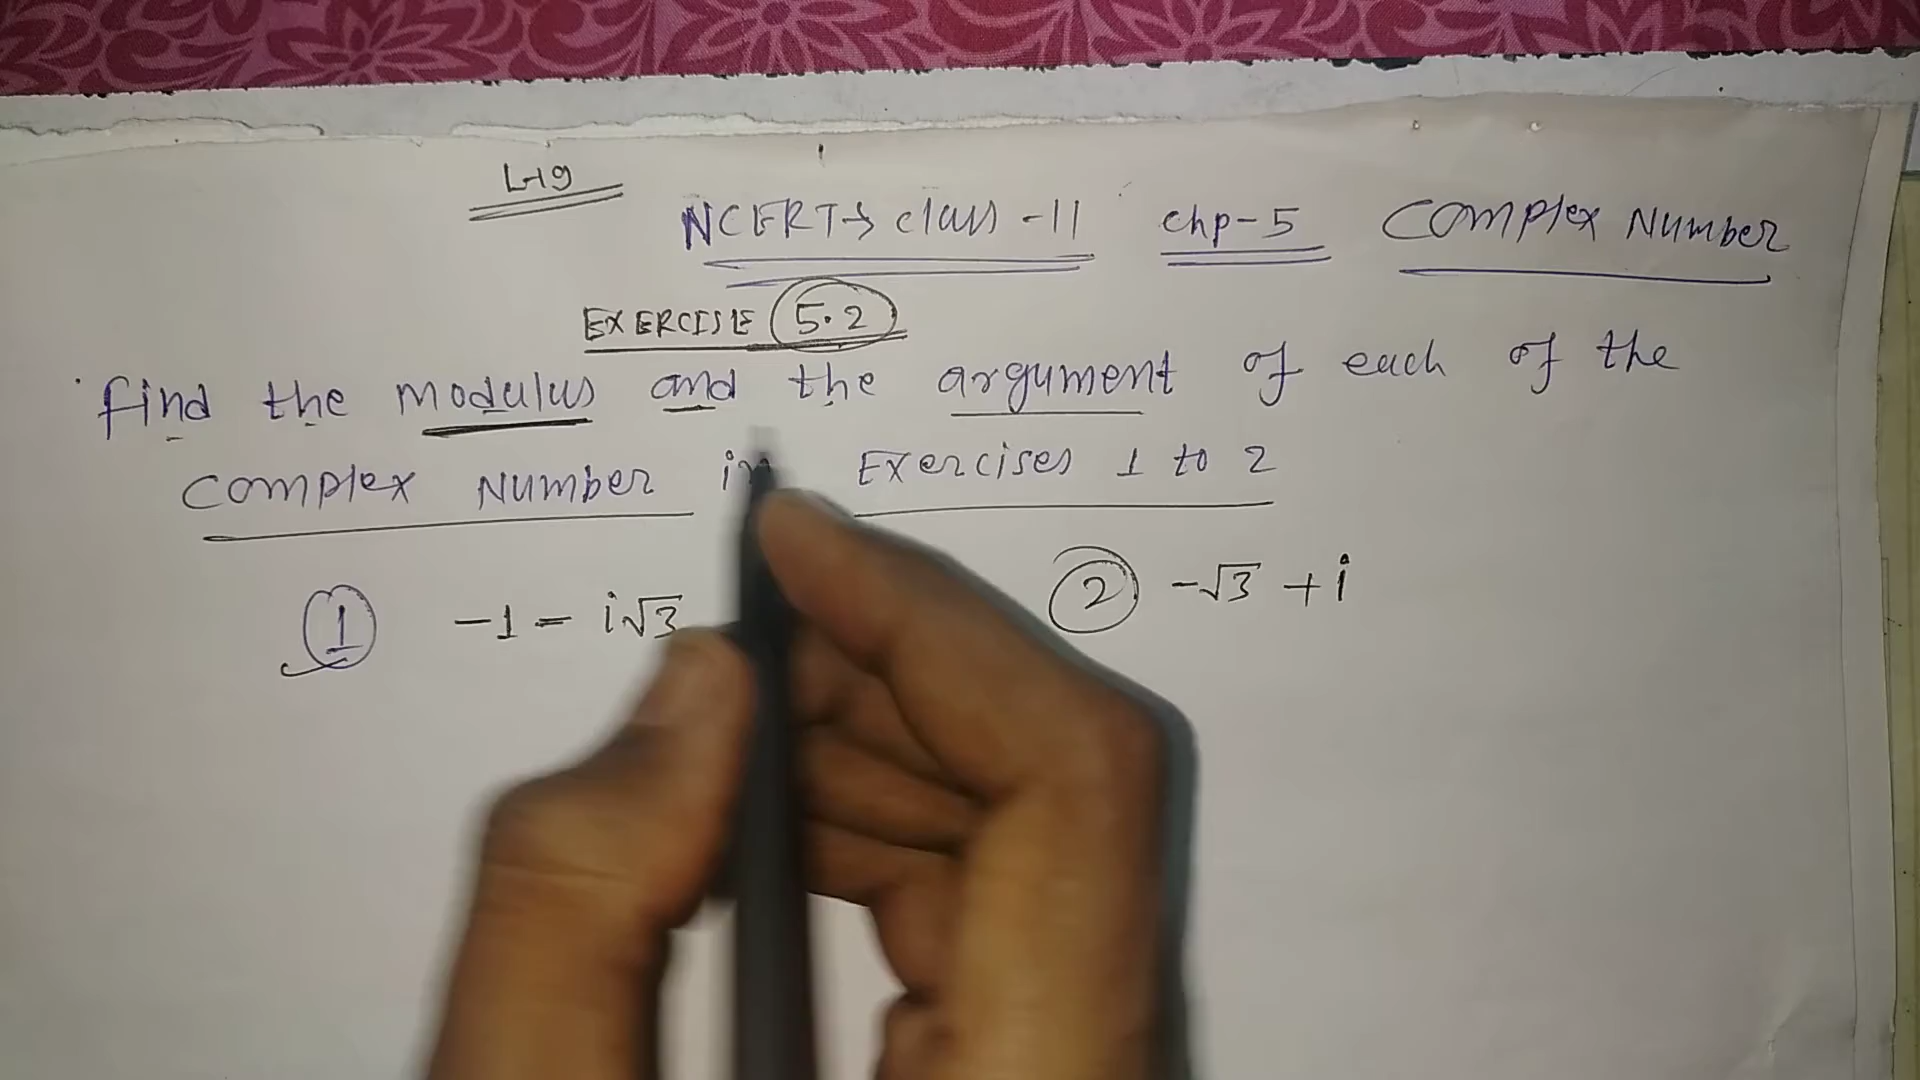 L-19
NCERT→ class -11 chp-5 Complex Number
EXERCISE 5.2
find the modulus and the argument of each of the
Complex Number in Exercises 1 to 2
① -1 - i√3 ② -√3 + i